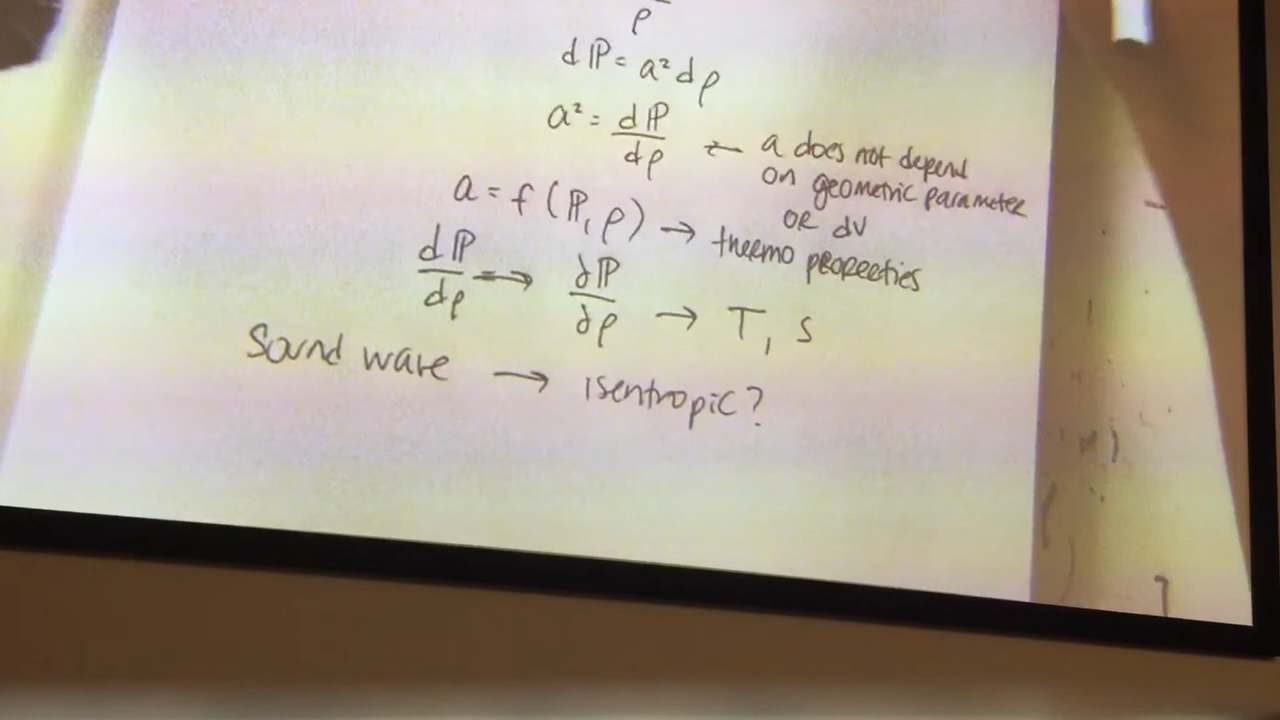 ρ
dP = a² dρ
a² = dP/dρ ← a does not depend
on geometric parameter
OR dV
a = f(P, ρ) → thermo properties
dP/dρ → ∂P/∂ρ → T, s
Sound wave → isentropic?